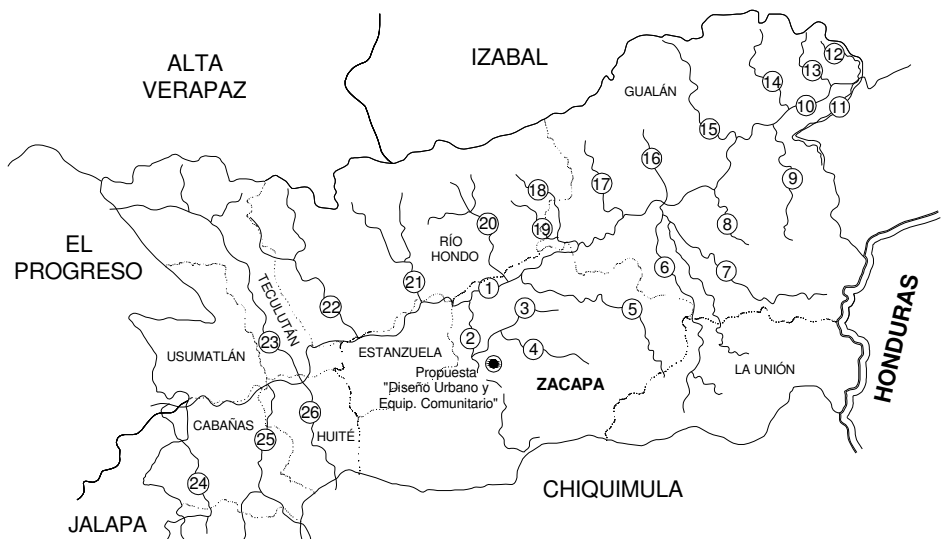 ALTA
VERAPAZ
IZABAL
GUALÁN
12
13
14
10
11
15
16
9
17
18
8
19
20
RÍO
HONDO
EL
PROGRESO
6
7
21
TECULUTÁN
22
1
3
5
HONDURAS
23
2
4
USUMATLÁN
ESTANZUELA
Propuesta
"Diseño Urbano y
Equip. Comunitario"
ZACAPA
LA UNIÓN
CABAÑAS
26
25
HUITÉ
24
CHIQUIMULA
JALAPA